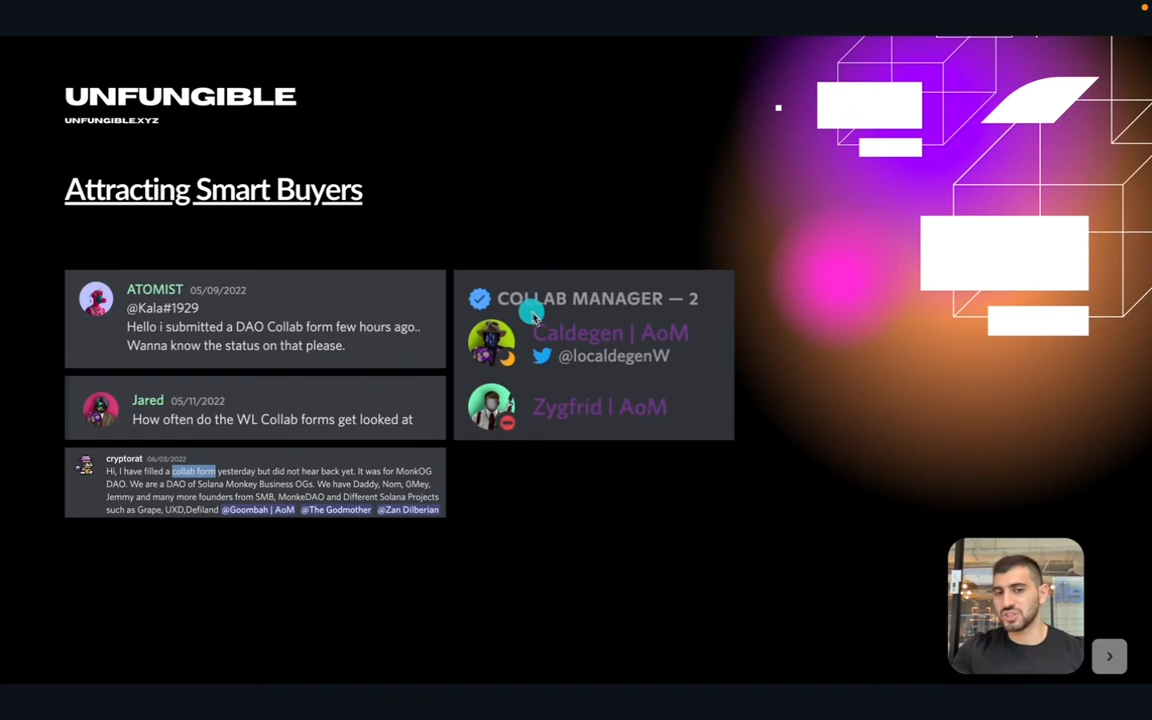 UNFUNGIBLE
UNFUNGIBLE.XYZ
Attracting Smart Buyers
ATOMIST 05/09/2022
@Kala#1929
Hello i submitted a DAO Collab form few hours ago..
Wanna know the status on that please.
Jared 05/11/2022
How often do the WL Collab forms get looked at
cryptorat 06/03/2022
Hi, I have filled a collab form yesterday but did not hear back yet. It was for MonkOG
DAO. We are a DAO of Solana Monkey Business OGs. We have Daddy, Nom, 0Mey,
Jemmy and many more founders from SMB, MonkeDAO and Different Solana Projects
such as Grape, UXD,Defiland @Goombah | AoM @The Godmother @Zan Dilberian
COLLAB MANAGER — 2
Caldegen | AoM
@localdegenW
Zygfrid | AoM